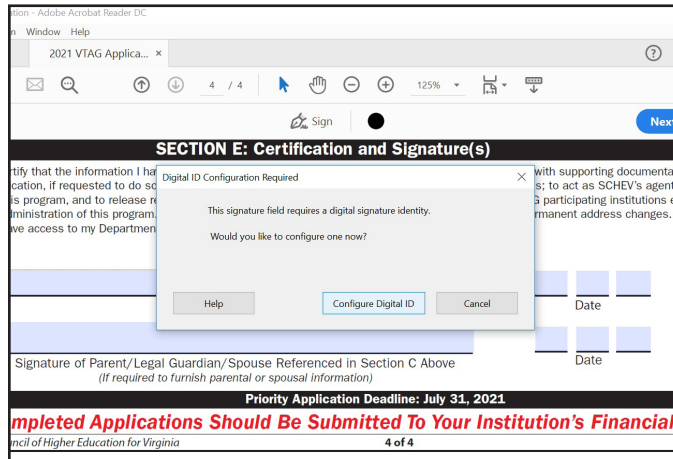 ation - Adobe Acrobat Reader DC
n Window Help
2021 VTAG Applica... ×
?
4 / 4 125%
Sign Next
SECTION E: Certification and Signature(s)
rtify that the information I ha with supporting documenta
cation, if requested to do so s; to act as SCHEV's agent
is program, and to release re G participating institutions e
dministration of this program. rmanent address changes.
ave access to my Departmen
Digital ID Configuration Required
This signature field requires a digital signature identity.
Would you like to configure one now?
Help Configure Digital ID Cancel
Date
Signature of Parent/Legal Guardian/Spouse Referenced in Section C Above Date
(If required to furnish parental or spousal information)
Priority Application Deadline: July 31, 2021
mpleted Applications Should Be Submitted To Your Institution's Financial
ncil of Higher Education for Virginia 4 of 4